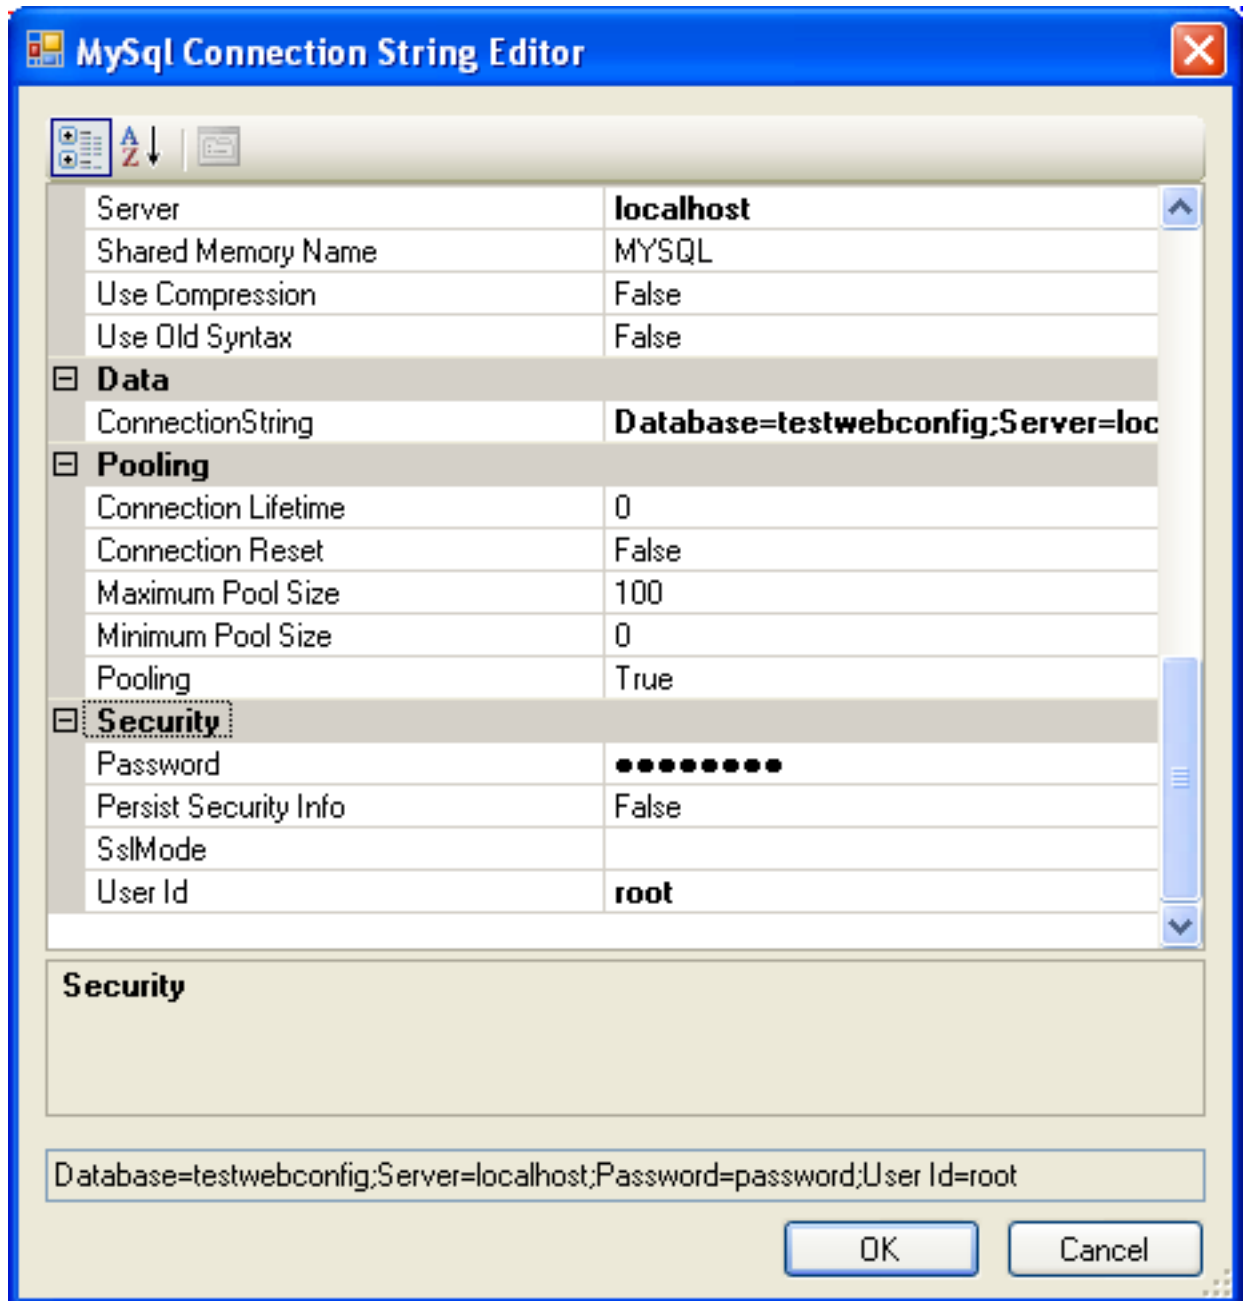 MySql Connection String Editor
A
Z
Server localhost
Shared Memory Name MYSQL
Use Compression False
Use Old Syntax False
Data
ConnectionString Database=testwebconfig;Server=loc
Pooling
Connection Lifetime 0
Connection Reset False
Maximum Pool Size 100
Minimum Pool Size 0
Pooling True
Security
Password ●●●●●●●●
Persist Security Info False
SslMode
User Id root
Security
Database=testwebconfig;Server=localhost;Password=password;User Id=root
OK Cancel